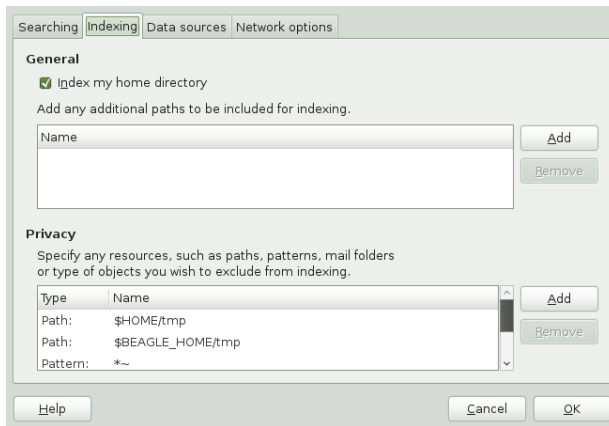 Searching Indexing Data sources Network options
General
Index my home directory
Add any additional paths to be included for indexing.
Name
Add
Remove
Privacy
Specify any resources, such as paths, patterns, mail folders
or type of objects you wish to exclude from indexing.
Type Name
Add
Path: $HOME/tmp
Path: $BEAGLE_HOME/tmp
Remove
Pattern: *~
Help Cancel OK